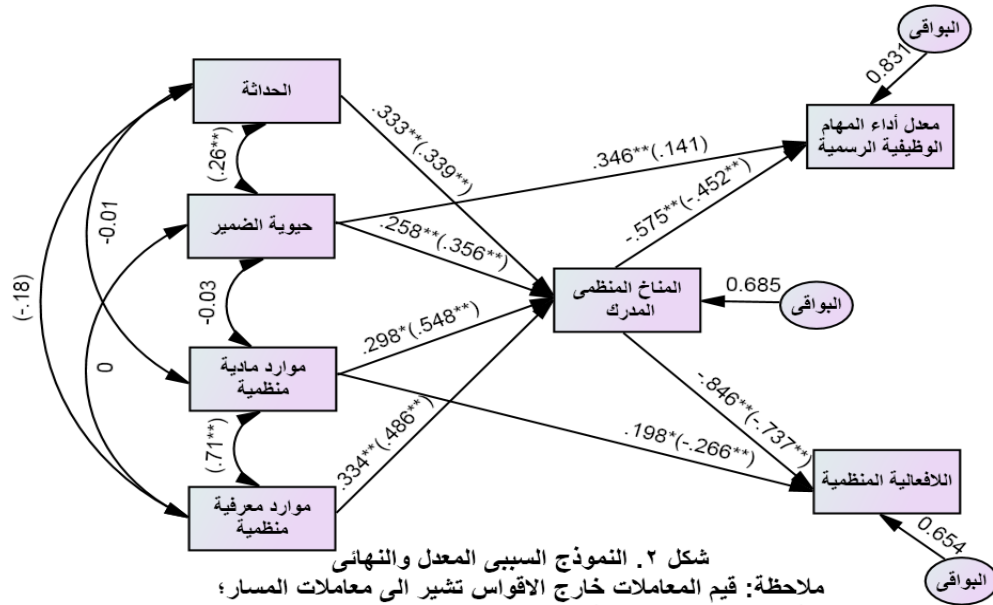 البواقى
0.831
الحداثة
معدل أداء المهام
الوظيفية الرسمية
.333**(.339**)
(.26**)
.346**(.141)
-.575**(-.452**)
حيوية الضمير
.258**(.356**)
-0.01
(-.18)
المناخ المنظمى
المدرك
0.685
البواقى
-0.03
.298*(.548**)
0
موارد مادية
منظمية
-.846**(-.737**)
.198*(-.266**)
(.71**)
.334**(.486**)
اللافعالية المنظمية
موارد معرفية
منظمية
0.654
البواقى
شكل ٢. النموذج السببى المعدل والنهائى
ملاحظة: قيم المعاملات خارج الاقواس تشير الى معاملات المسار؛